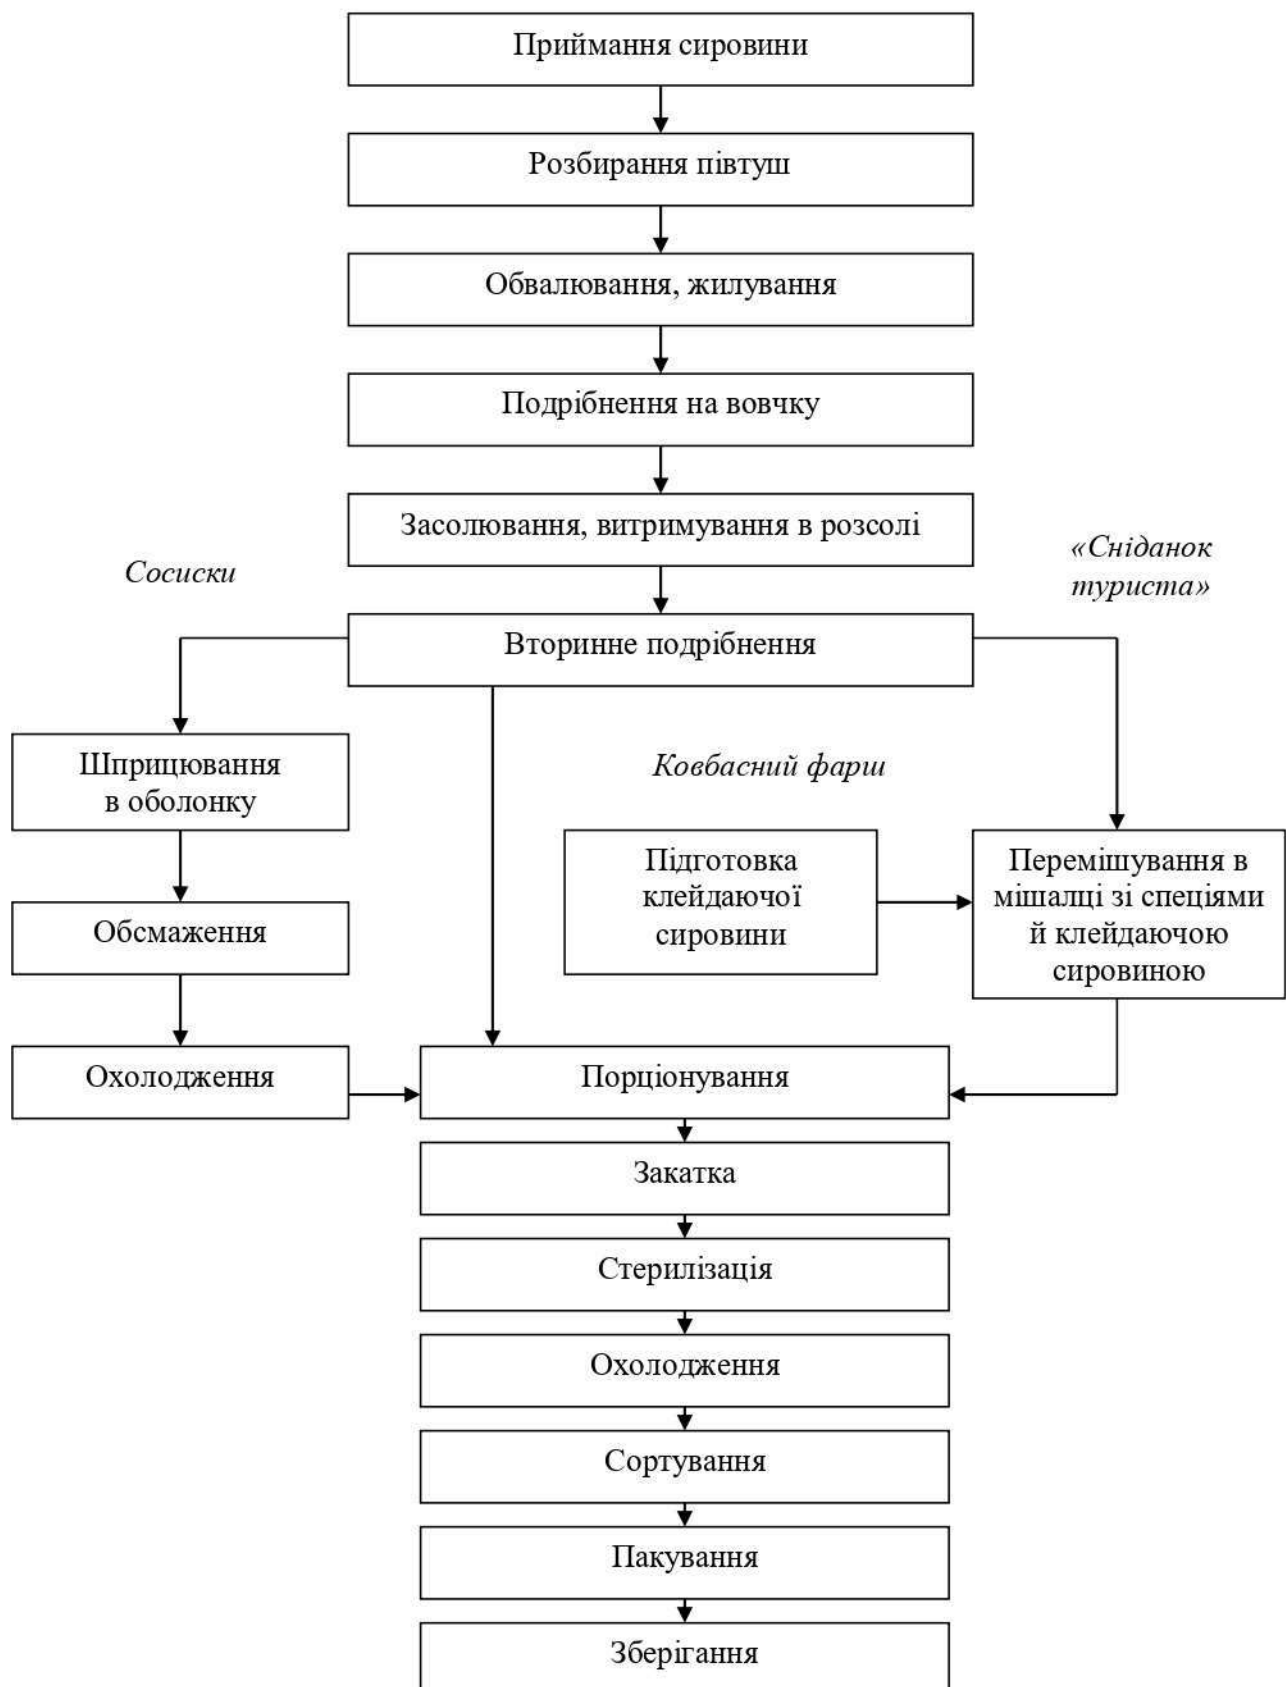 Приймання сировини
Розбирання півтуш
Обвалювання, жилування
Подрібнення на вовчку
Засолювання, витримування в розсолі
Сосиски
«Сніданок
туриста»
Вторинне подрібнення
Шприцювання
в оболонку
Ковбасний фарш
Підготовка
клейдаючої
сировини
Перемішування в
мішалці зі спеціями
й клейдаючою
сировиною
Обсмаження
Охолодження
Порціонування
Закатка
Стерилізація
Охолодження
Сортування
Пакування
Зберігання